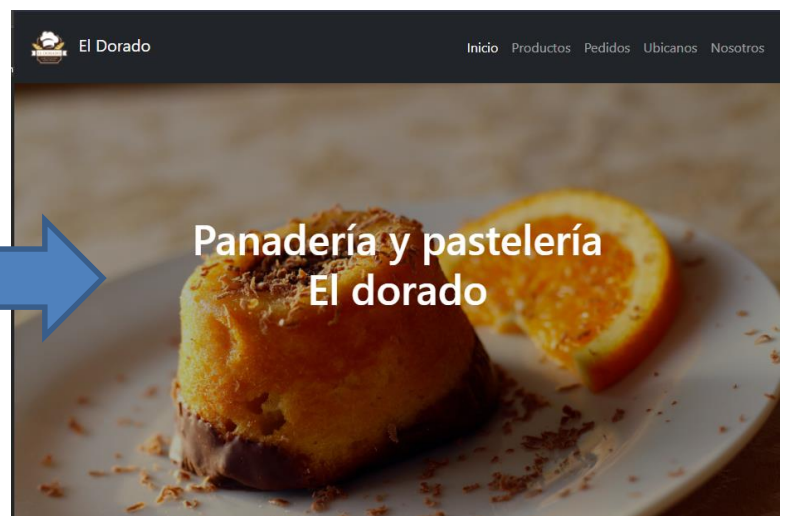 El Dorado
Inicio Productos Pedidos Ubicanos Nosotros
Panadería y pastelería
El dorado